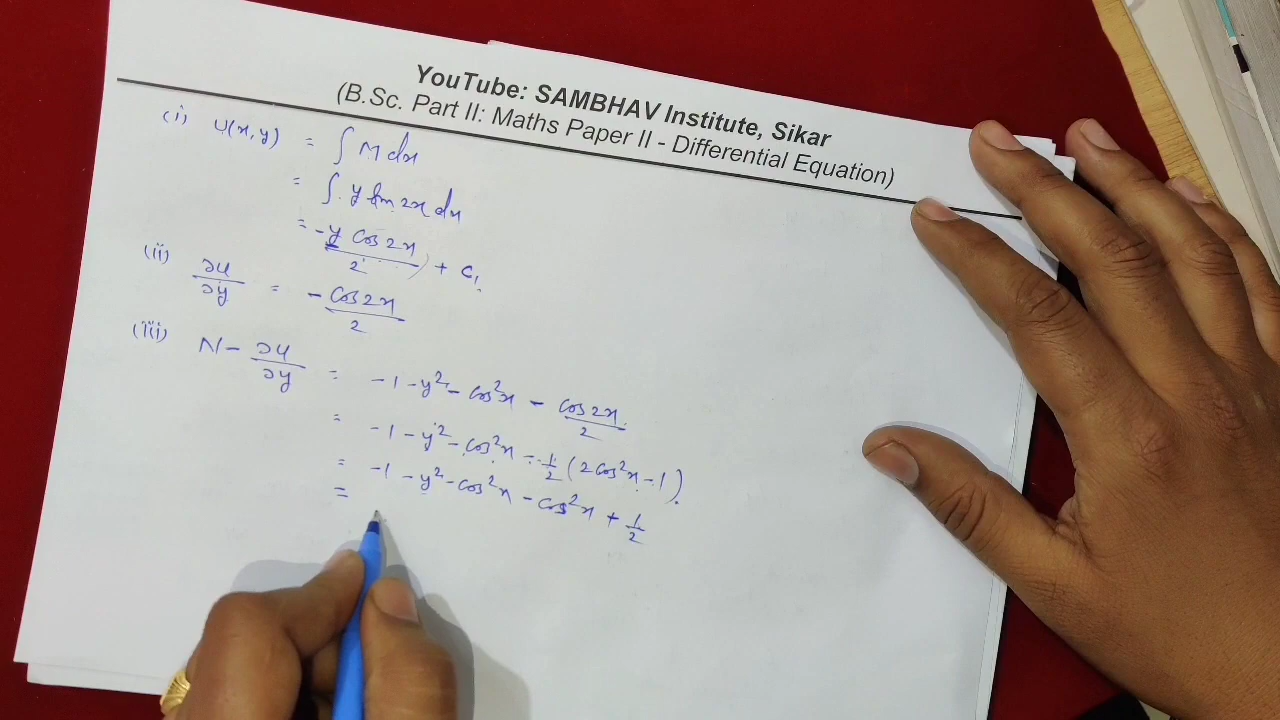 YouTube: SAMBHAV Institute, Sikar
(B.Sc. Part II: Maths Paper II - Differential Equation)
(i) U(x,y) = ∫ M dx
= ∫ y sin 2x dx
= -y cos 2x / 2 + c₁
(ii) ∂u/∂y = - cos 2x / 2
(iii) N - ∂u/∂y = -1 - y² - cos²x - cos 2x / 2
= -1 - y² - cos²x - 1/2 (2cos²x - 1)
= -1 - y² - cos²x - cos²x + 1/2
=